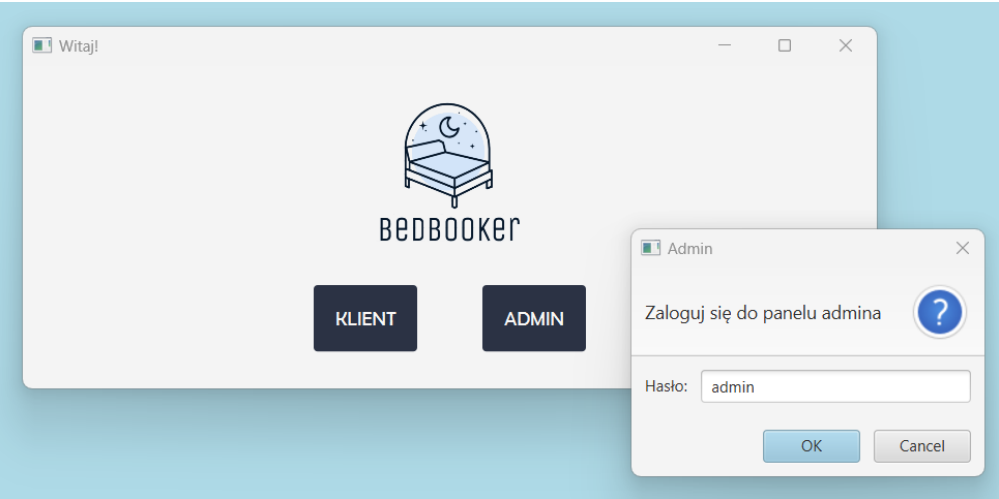 Witaj!
BEDBOOKER
KLIENT
ADMIN
Admin
Zaloguj się do panelu admina
?
Hasło:
admin
OK
Cancel